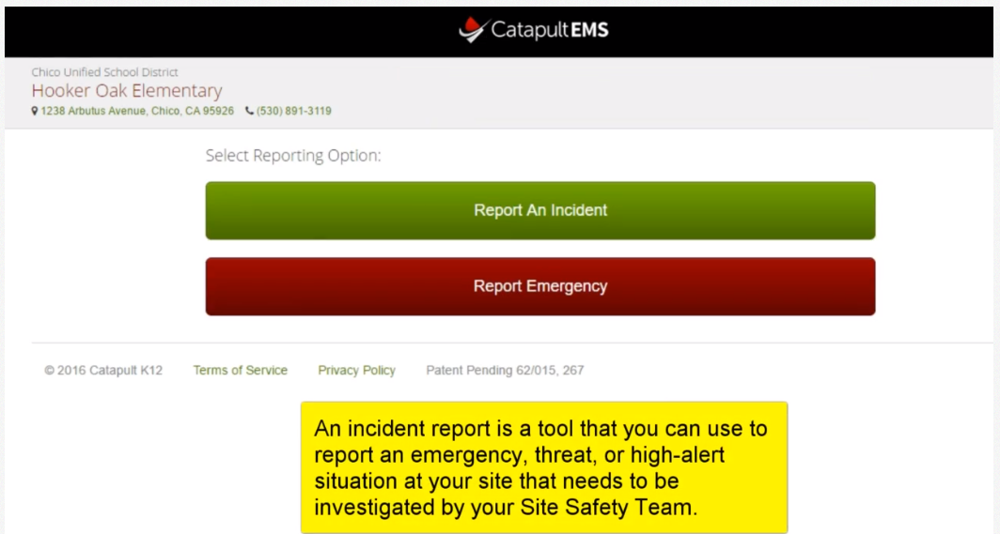 Catapult EMS
Chico Unified School District
Hooker Oak Elementary
1238 Arbutus Avenue, Chico, CA 95926 (530) 891-3119
Select Reporting Option:
Report An Incident
Report Emergency
© 2016 Catapult K12 Terms of Service Privacy Policy Patent Pending 62/015, 267
An incident report is a tool that you can use to
report an emergency, threat, or high-alert
situation at your site that needs to be
investigated by your Site Safety Team.